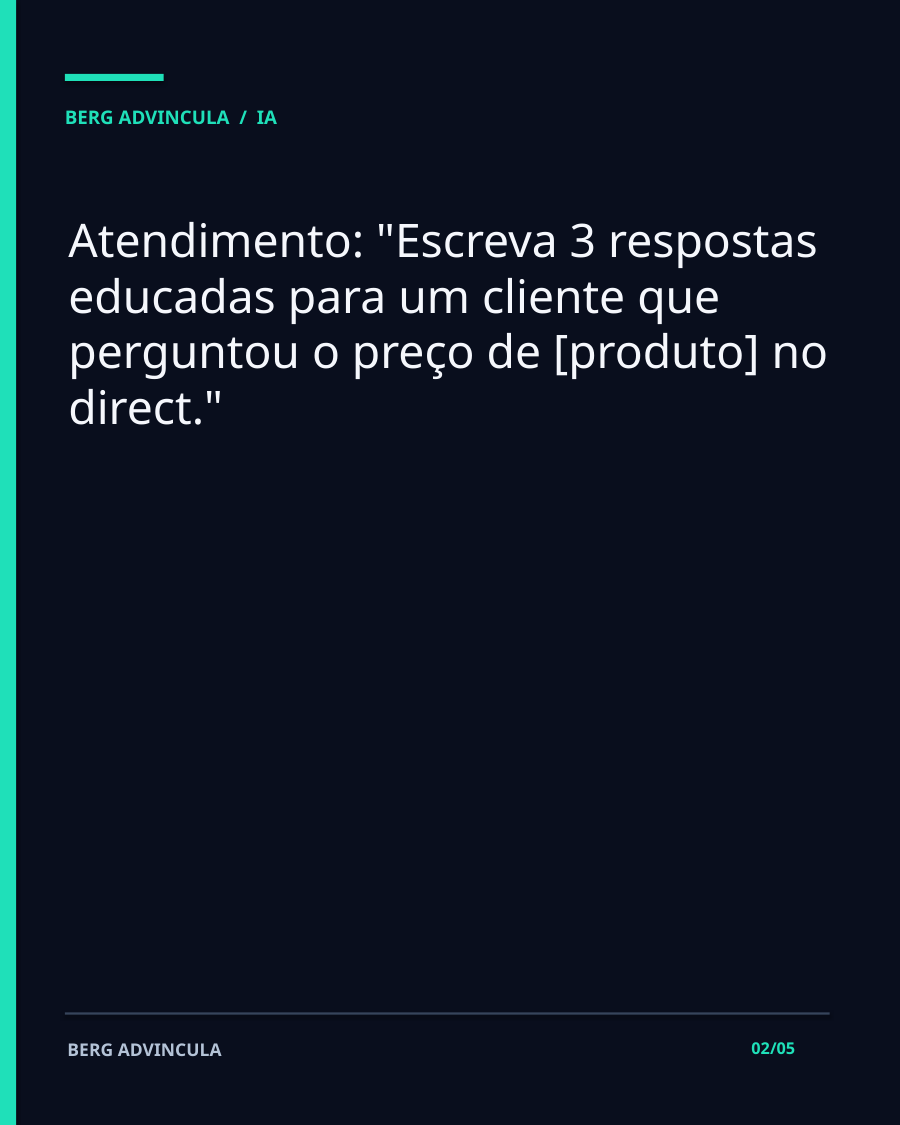 BERG ADVINCULA / IA
Atendimento: "Escreva 3 respostas
educadas para um cliente que
perguntou o preço de [produto] no
direct."
BERG ADVINCULA
02/05